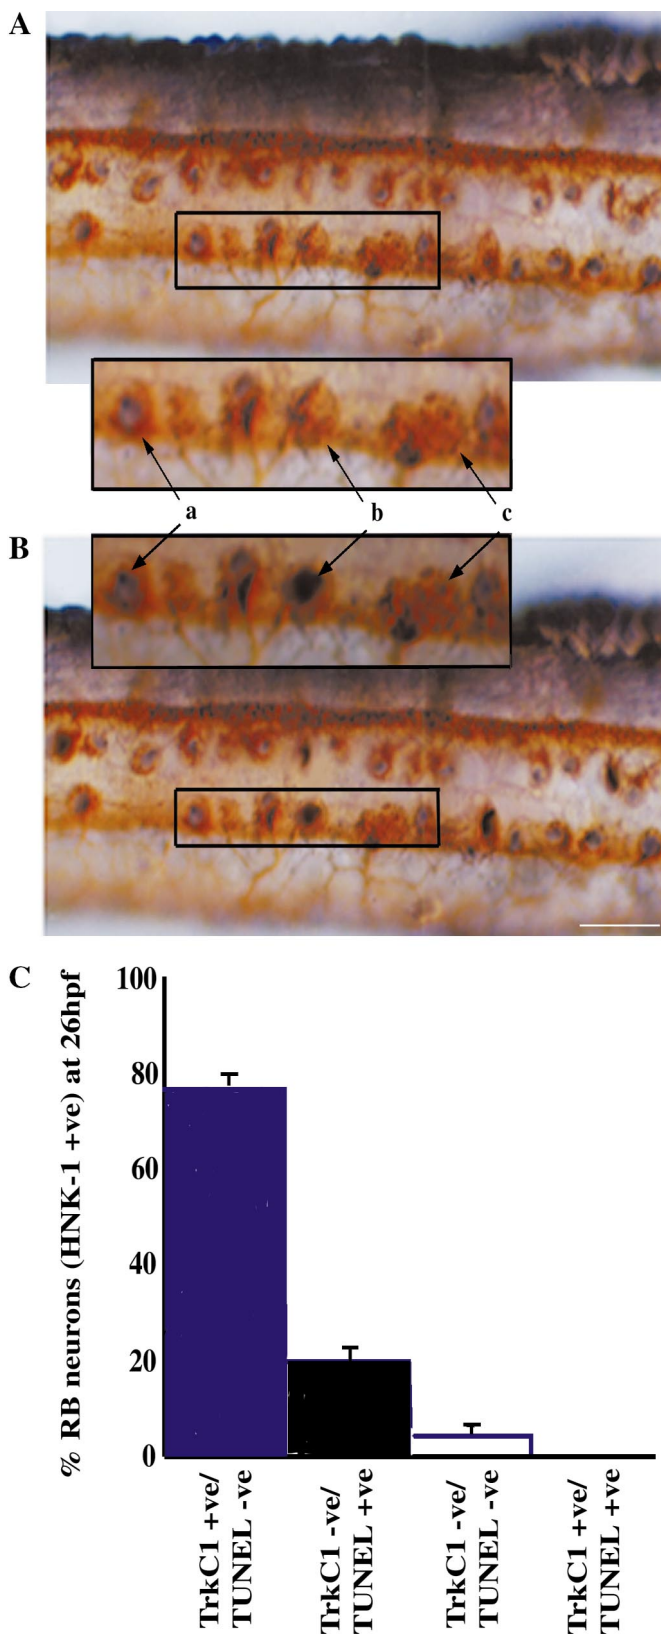 A
a b c
B
C
% RB neurons (HNK-1 +ve) at 26hpf
100
80
60
40
20
0
TrkC1 +ve/
TUNEL -ve
TrkC1 -ve/
TUNEL +ve
TrkC1 -ve/
TUNEL -ve
TrkC1 +ve/
TUNEL +ve